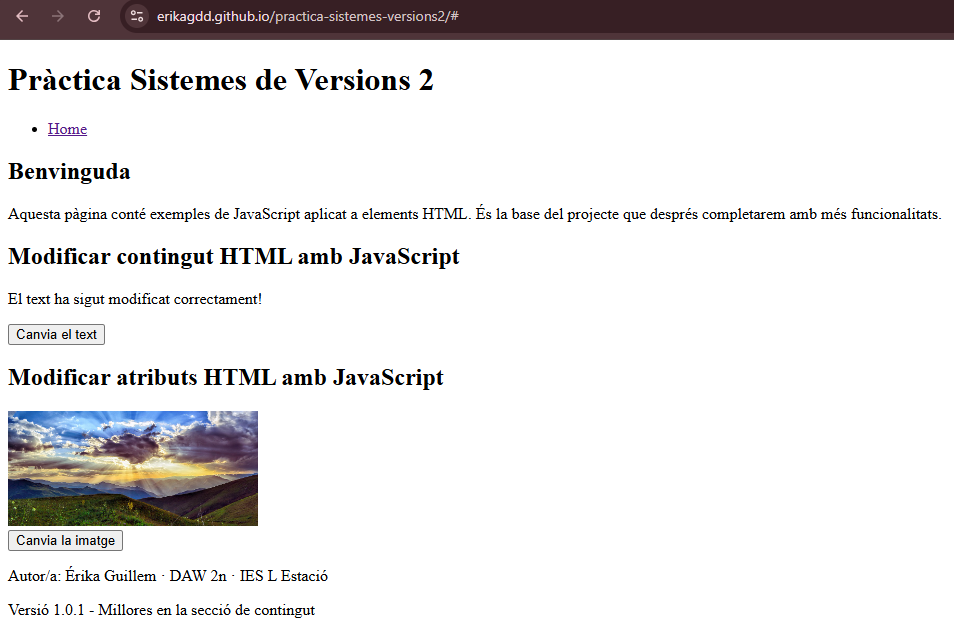 erikagdd.github.io/practica-sistemes-versions2/#
Pràctica Sistemes de Versions 2
Home
Benvinguda
Aquesta pàgina conté exemples de JavaScript aplicat a elements HTML. És la base del projecte que després completarem amb més funcionalitats.
Modificar contingut HTML amb JavaScript
El text ha sigut modificat correctament!
Canvia el text
Modificar atributs HTML amb JavaScript
Canvia la imatge
Autor/a: Érika Guillem · DAW 2n · IES L Estació
Versió 1.0.1 - Millores en la secció de contingut